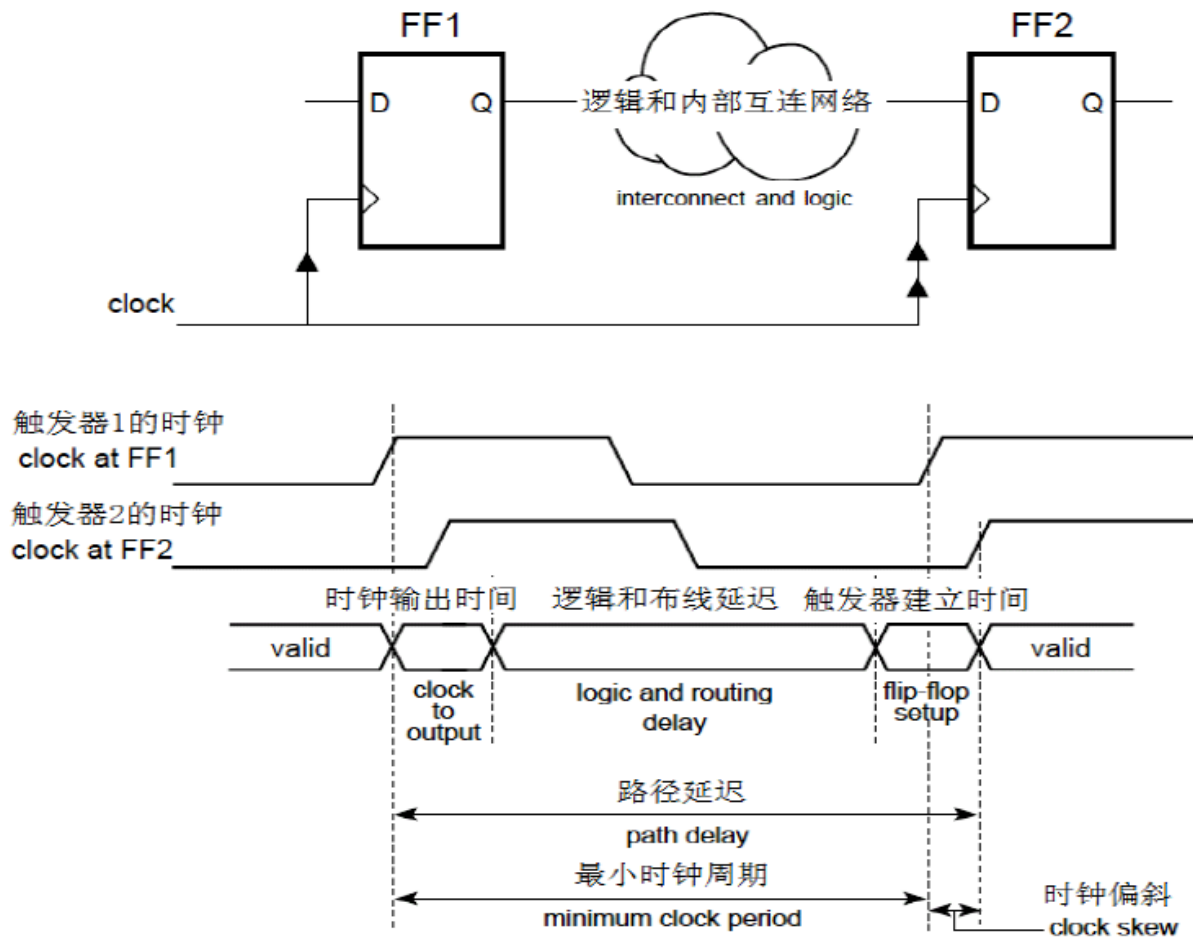 FF1
FF2
D Q
逻辑和内部互连网络
D Q
interconnect and logic
clock
触发器1的时钟
clock at FF1
触发器2的时钟
clock at FF2
时钟输出时间
逻辑和布线延迟
触发器建立时间
valid
valid
clock
to
output
logic and routing
delay
flip-flop
setup
路径延迟
path delay
最小时钟周期
minimum clock period
时钟偏斜
clock skew